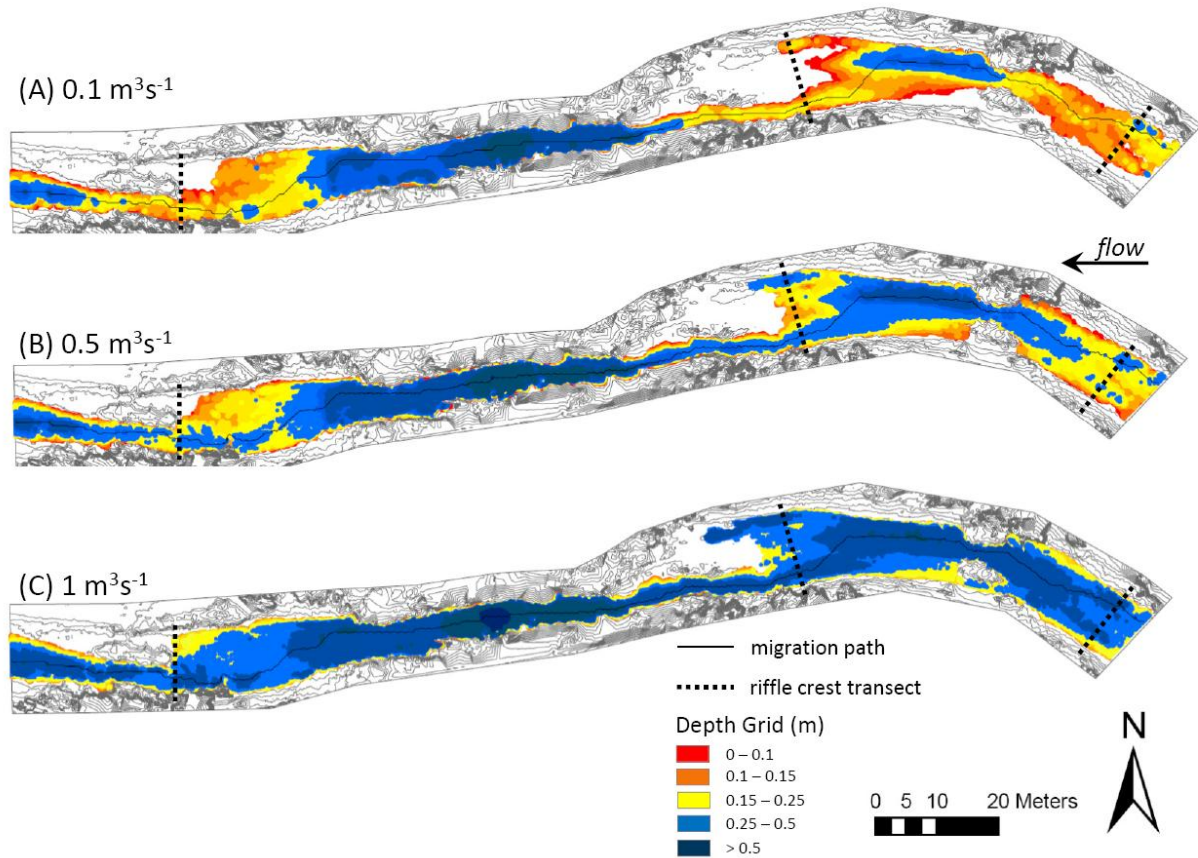 (A) 0.1 m³s⁻¹
flow
(B) 0.5 m³s⁻¹
(C) 1 m³s⁻¹
migration path
riffle crest transect
Depth Grid (m)
0 – 0.1
0.1 – 0.15
0.15 – 0.25
0.25 – 0.5
> 0.5
0 5 10 20 Meters
N